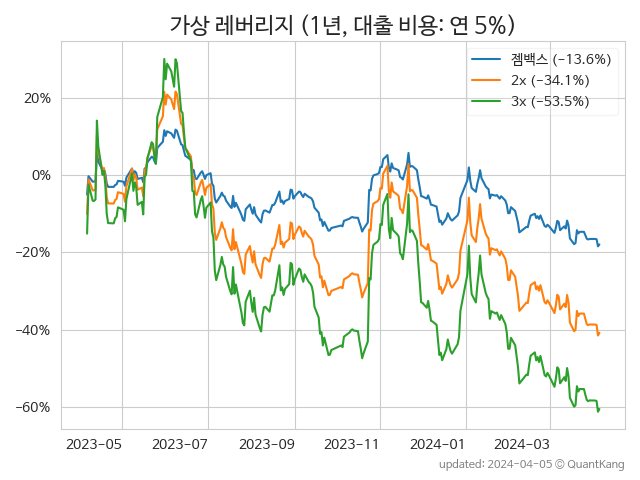 가상 레버리지 (1년, 대출 비용: 연 5%)
젬백스 (−13.6%)
2x (−34.1%)
3x (−53.5%)
20%
0%
−20%
−40%
−60%
2023-05
2023-07
2023-09
2023-11
2024-01
2024-03
updated: 2024-04-05 © QuantKang